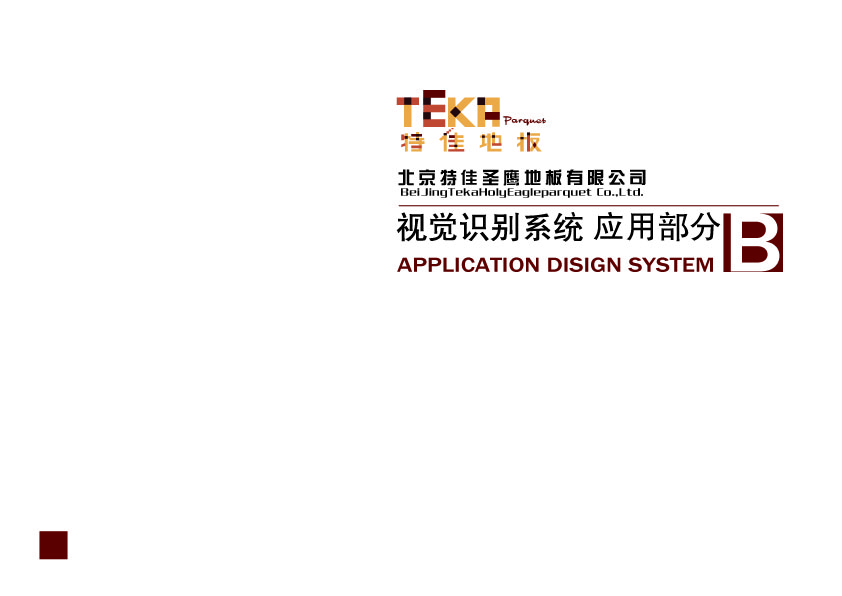 TEKA Parquet
特佳地板
北京特佳圣鹰地板有限公司
BeiJingTekaHolyEagleparquet Co.,Ltd.
视觉识别系统 应用部分 B
APPLICATION DISIGN SYSTEM